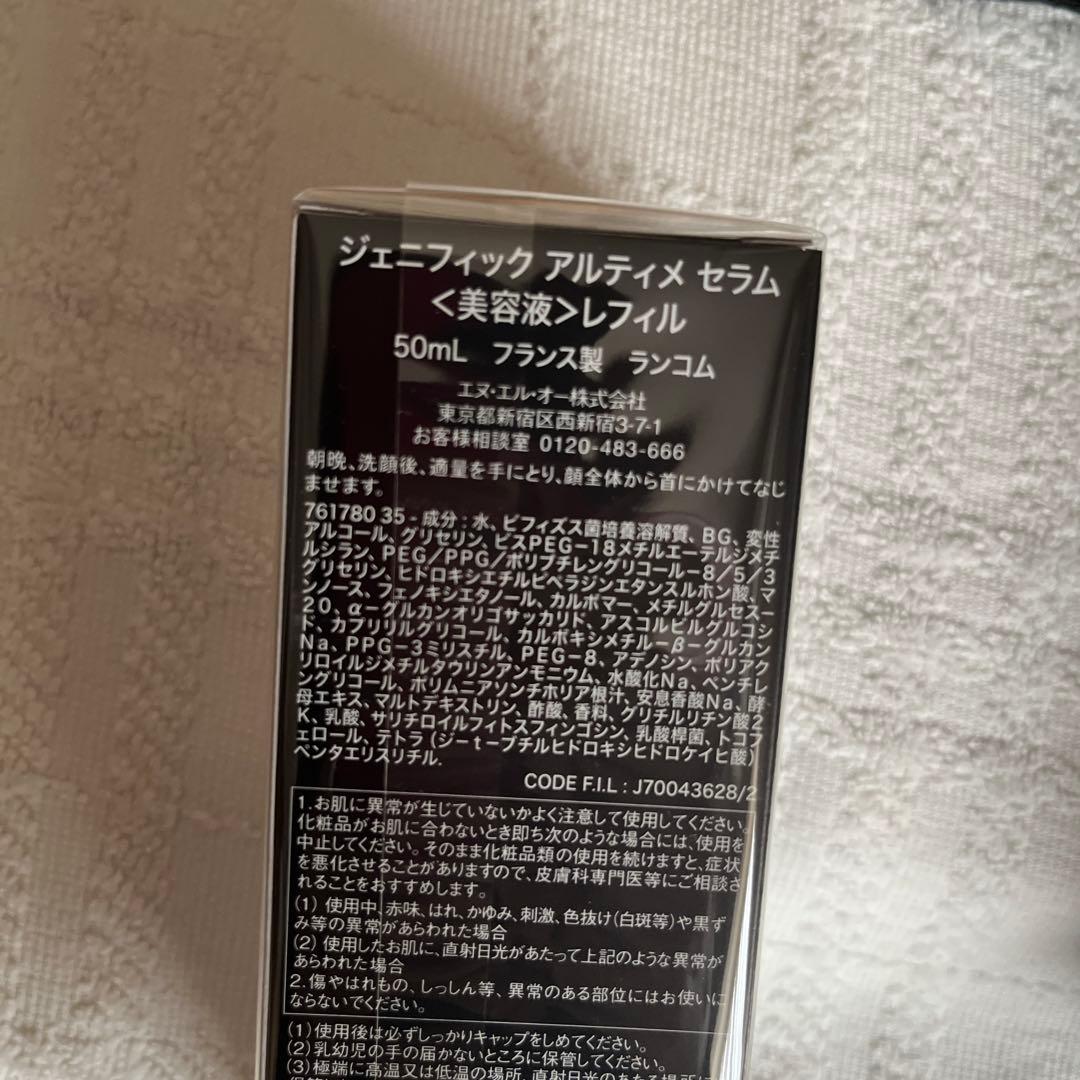 ジェニフィック アルティメ セラム
<美容液>レフィル
50mL フランス製 ランコム
エヌ・エル・オー株式会社
東京都新宿区西新宿3-7-1
お客様相談室 0120-483-666
朝晩、洗顔後、適量を手にとり、顔全体から首にかけてなじ
ませます。
761780 35 - 成分：水、ビフィズス菌培養溶解質、BG、変性
アルコール、グリセリン、ビスPEG-18メチルエーテルジメチ
ルシラン、PEG/PPG/ポリブチレングリコール-8/5/3
グリセリン、ヒドロキシエチルピペラジンエタンスルホン酸、マ
ンノース、フェノキシエタノール、カルボマー、メチルグルセス-
20、α-グルカンオリゴサッカリド、アスコルビルグルコシ
ド、カプリリルグリコール、カルボキシメチル-β-グルカン
Na、PPG-3ミリスチル、PEG-8、アデノシン、ポリアク
リロイルジメチルタウリンアンモニウム、水酸化Na、ペンチレ
ングリコール、ポリムニアソンチホリア根汁、安息香酸Na、酵
母エキス、マルトデキストリン、酢酸、香料、グリチルリチン酸2
K、乳酸、サリチロイルフィトスフィンゴシン、乳酸桿菌、トコフ
ェロール、テトラ(ジ-t-ブチルヒドロキシヒドロケイヒ酸)
ペンタエリスリチル.
CODE F.I.L : J70043628/2
1.お肌に異常が生じていないかよく注意して使用してください。
化粧品がお肌に合わないとき即ち次のような場合には、使用を
中止してください。そのまま化粧品類の使用を続けますと、症状
を悪化させることがありますので、皮膚科専門医等にご相談さ
れることをおすすめします。
(1) 使用中、赤味、はれ、かゆみ、刺激、色抜け(白斑等)や黒ず
み等の異常があらわれた場合
(2) 使用したお肌に、直射日光があたって上記のような異常が
あらわれた場合
2.傷やはれもの、しっしん等、異常のある部位にはお使いに
ならないでください。
(1)使用後は必ずしっかりキャップをしめてください。
(2)乳幼児の手の届かないところに保管してください。
(3)極端に高温又は低温の場所、直射日光のあたる場所に